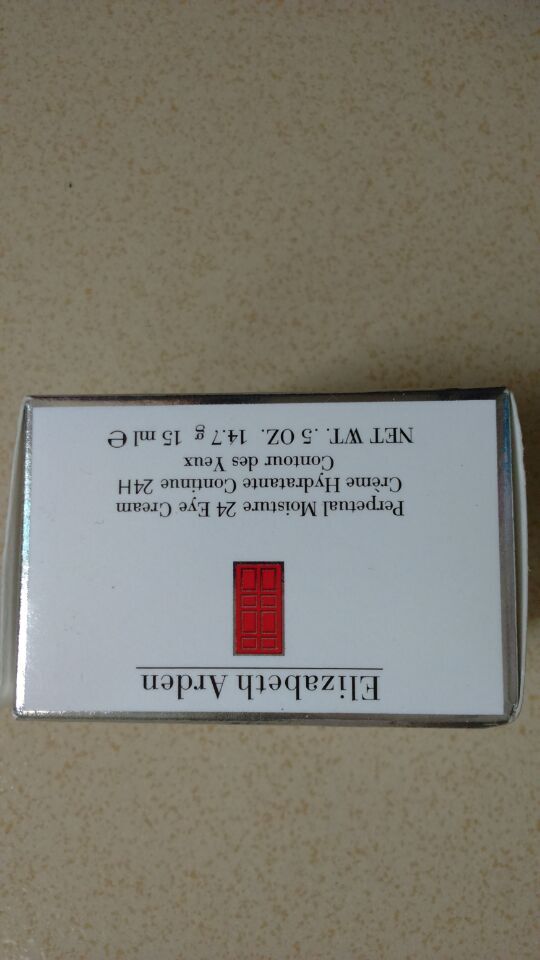 Elizabeth Arden
Perpetual Moisture 24 Eye Cream
Crème Hydratante Continue 24H
Contour des Yeux
NET WT. .5 OZ. 14.7 g 15 ml ℮